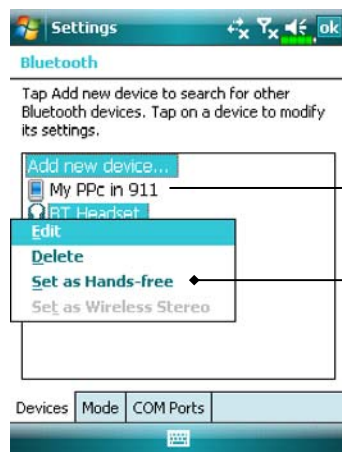 Settings ok
Bluetooth
Tap Add new device to search for other
Bluetooth devices. Tap on a device to modify
its settings.
Add new device...
My PPc in 911
BT Headset
Edit
Delete
Set as Hands-free
Set as Wireless Stereo
Devices Mode COM Ports